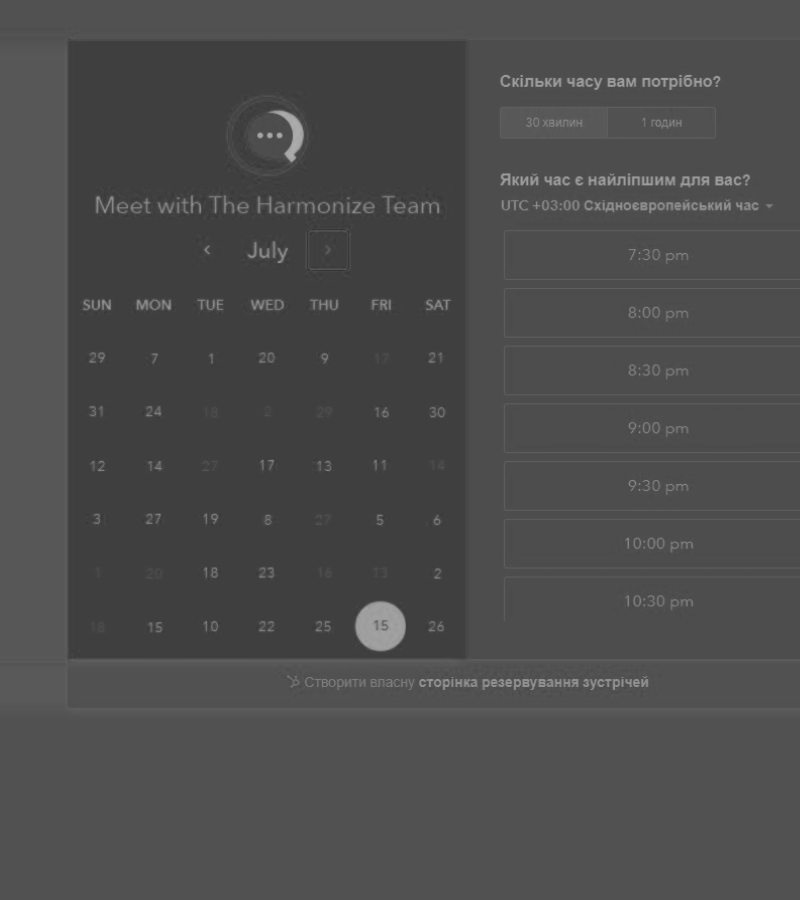 Meet with The Harmonize Team
July
SUN MON TUE WED THU FRI SAT
29 7 1 20 9 17 21
31 24 18 2 29 16 30
12 14 27 17 13 11 14
3 27 19 8 27 5 6
1 20 18 23 16 13 2
18 15 10 22 25 15 26
Скільки часу вам потрібно?
30 хвилин 1 годин
Який час є найліпшим для вас?
UTC +03:00 Східноєвропейський час
7:30 pm
8:00 pm
8:30 pm
9:00 pm
9:30 pm
10:00 pm
10:30 pm
Створити власну сторінка резервування зустрічей